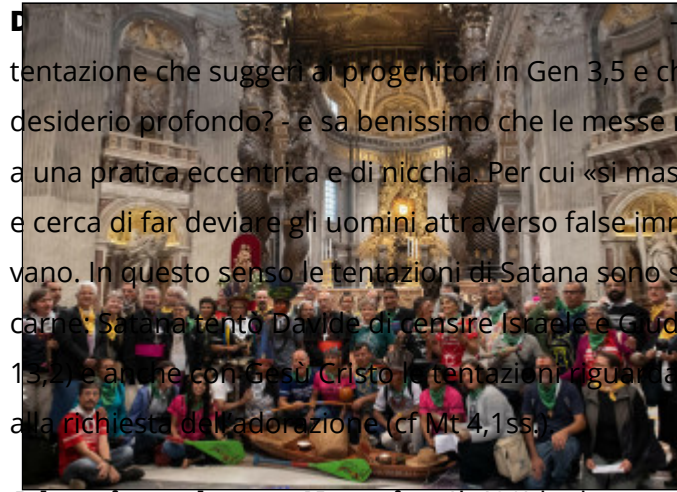 D -
tentazione che suggerì ai progenitori in Gen 3,5 e ch
desiderio profondo? - e sa benissimo che le messe
a una pratica eccentrica e di nicchia. Per cui «si mas
e cerca di far deviare gli uomini attraverso false imm
vano. In questo senso le tentazioni di Satana sono s
carne: Satana tentò Davide di censire Israele e Giud
13,2) e anche con Gesù Cristo le tentazioni riguarda
alla richiesta dell'adorazione (cf Mt 4,1ss.).